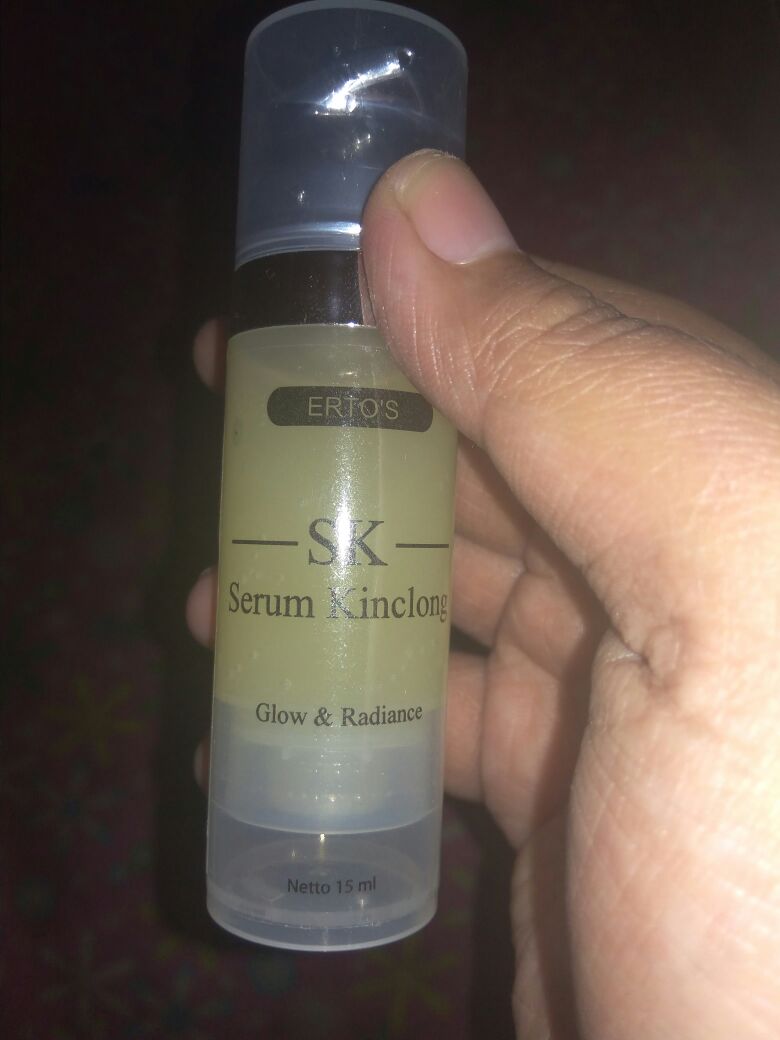 ERTO'S
SK
Serum Kinclong
Glow & Radiance
Netto 15 ml